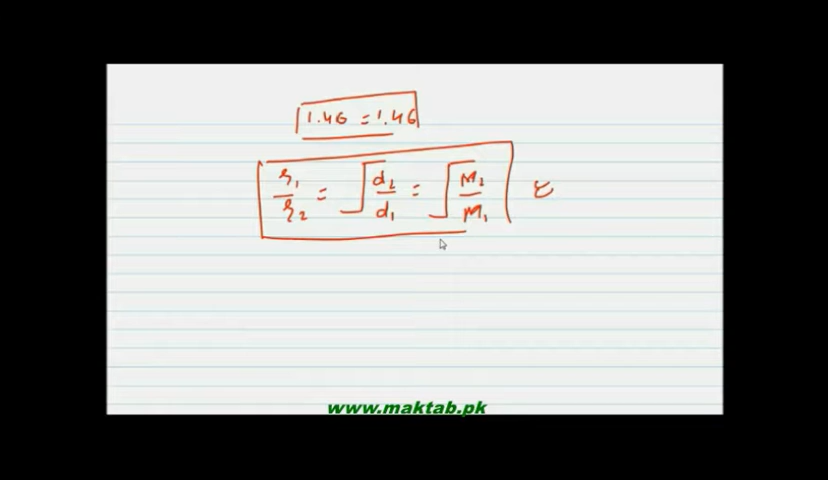 1.46 = 1.46
r₁/r₂ = √d₂/d₁ = √M₂/M₁
www.maktab.pk